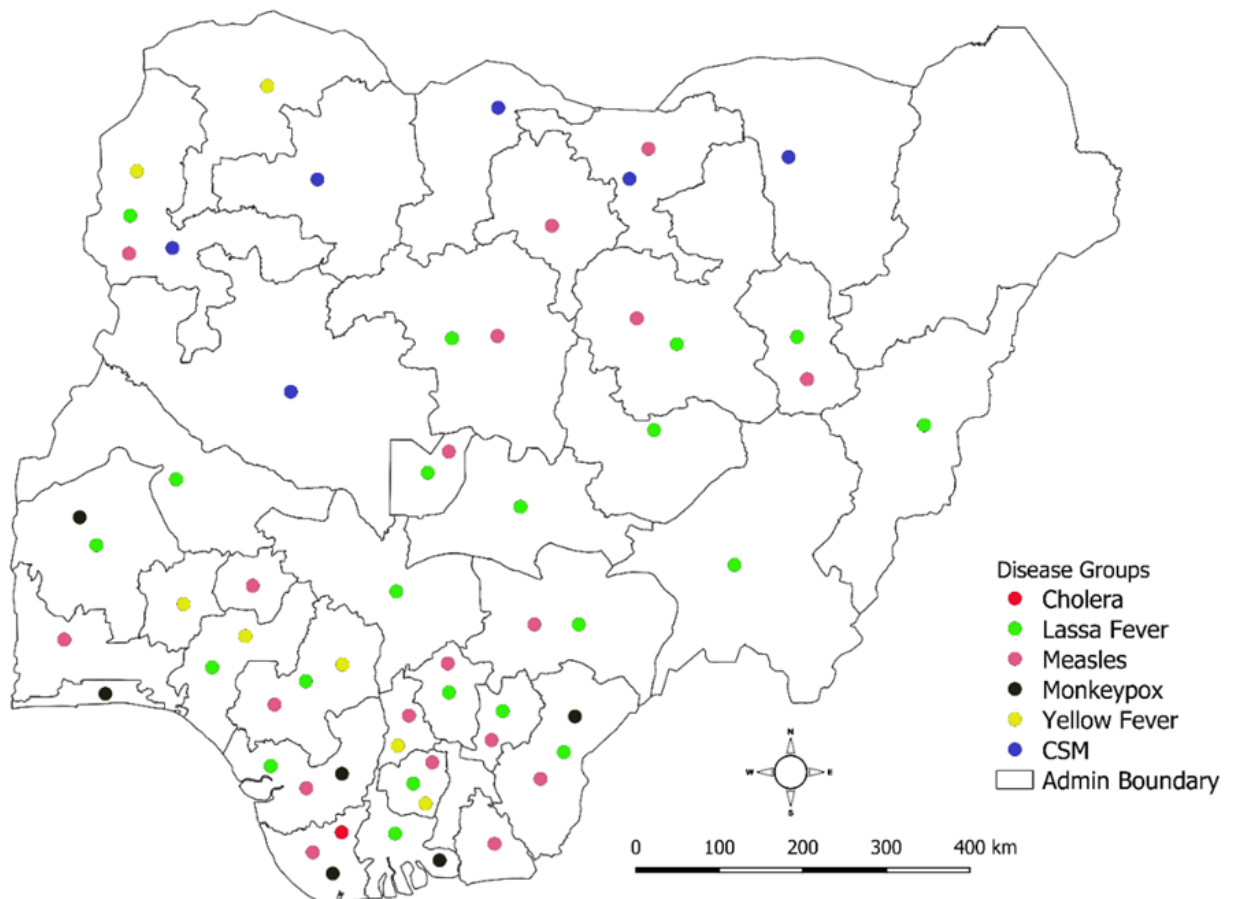 Disease Groups
Cholera
Lassa Fever
Measles
Monkeypox
Yellow Fever
CSM
Admin Boundary
N
W E
S
0 100 200 300 400 km